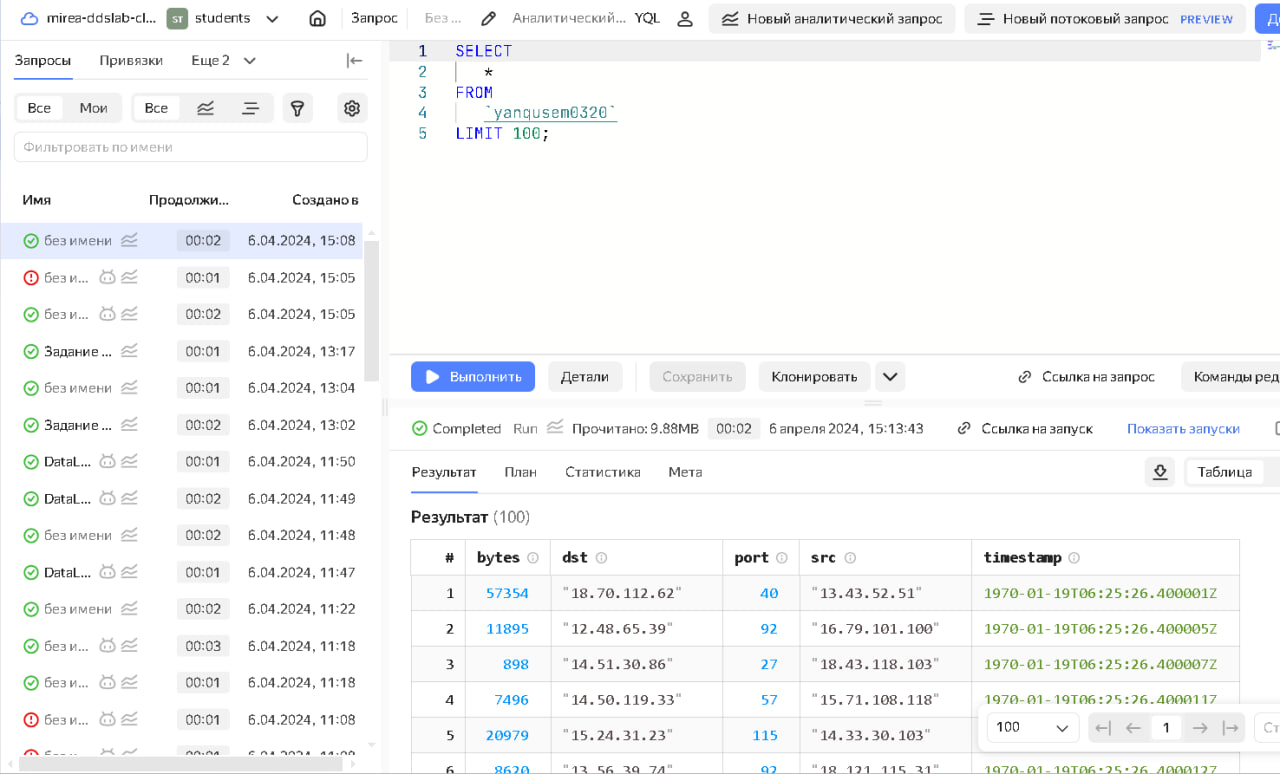 mirea-ddslab-cl... ST students Запрос Без ... Аналитический... YQL Новый аналитический запрос Новый потоковый запрос PREVIEW
Запросы Привязки Еще 2
Все Мои Все
Фильтровать по имени
Имя Продолжи... Создано в
без имени 00:02 6.04.2024, 15:08
без и... 00:01 6.04.2024, 15:05
без и... 00:02 6.04.2024, 15:05
Задание ... 00:01 6.04.2024, 13:17
без имени 00:01 6.04.2024, 13:04
Задание ... 00:02 6.04.2024, 13:02
DataL... 00:01 6.04.2024, 11:50
DataL... 00:02 6.04.2024, 11:49
без имени 00:02 6.04.2024, 11:48
DataL... 00:01 6.04.2024, 11:47
без имени 00:02 6.04.2024, 11:22
без и... 00:03 6.04.2024, 11:18
без и... 00:01 6.04.2024, 11:18
без и... 00:01 6.04.2024, 11:08
1 SELECT
2 *
3 FROM
4 `yanqusem0320`
5 LIMIT 100;
Выполнить Детали Сохранить Клонировать Ссылка на запрос Команды ред
Completed Run Прочитано: 9.88MB 00:02 6 апреля 2024, 15:13:43 Ссылка на запуск Показать запуски
Результат План Статистика Мета Таблица
Результат (100)
# bytes dst port src timestamp
1 57354 "18.70.112.62" 40 "13.43.52.51" 1970-01-19T06:25:26.400001Z
2 11895 "12.48.65.39" 92 "16.79.101.100" 1970-01-19T06:25:26.400005Z
3 898 "14.51.30.86" 27 "18.43.118.103" 1970-01-19T06:25:26.400007Z
4 7496 "14.50.119.33" 57 "15.71.108.118" 1970-01-19T06:25:26.400011Z
5 20979 "15.24.31.23" 115 "14.33.30.103"
6 8620 "13.56.39.74" 92 "18.121.115.31" 1970-01-19T06:25:26.400012Z
100 1 Ст